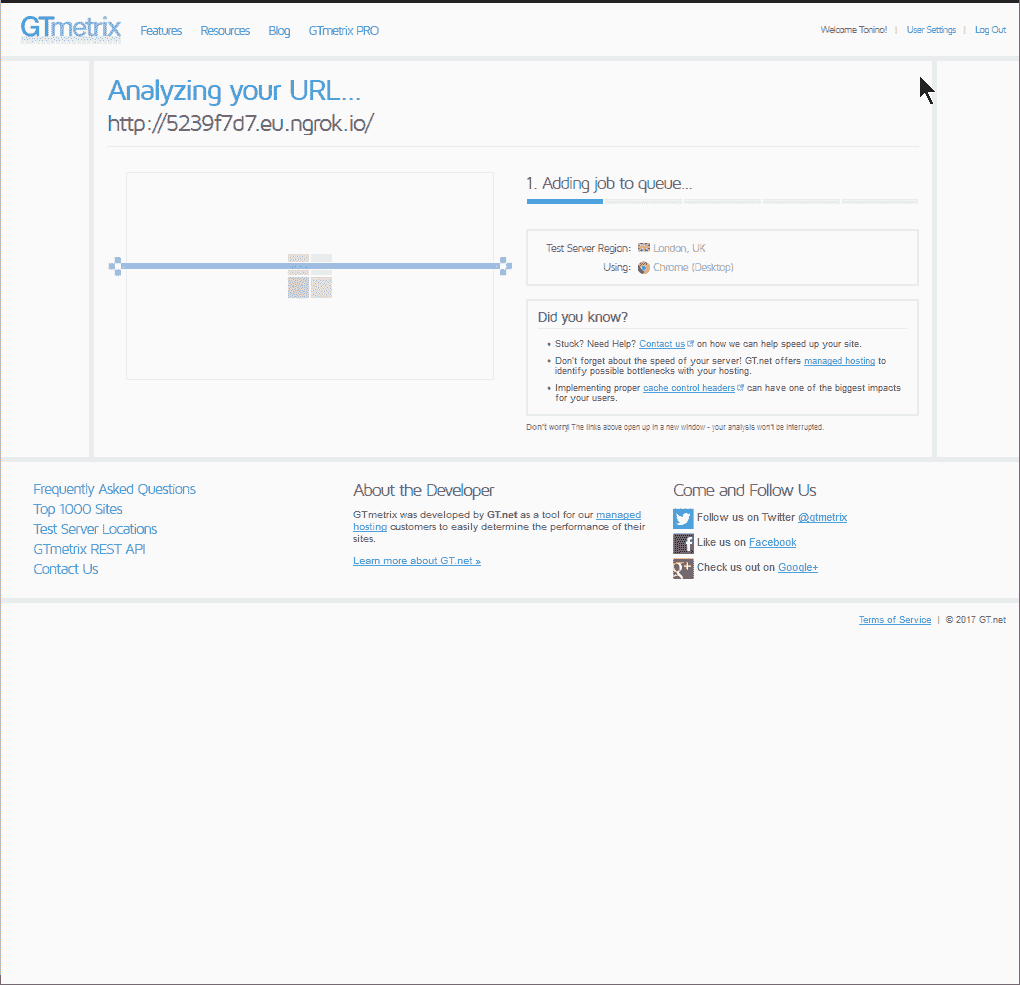 GTmetrix Features Resources Blog GTmetrix PRO Welcome Tonino! | User Settings | Log Out
Analyzing your URL...
http://5239f7d7.eu.ngrok.io/
1. Adding job to queue...
Test Server Region: London, UK
Using: Chrome (Desktop)
Did you know?
• Stuck? Need Help? Contact us on how we can help speed up your site.
• Don't forget about the speed of your server! GT.net offers managed hosting to
identify possible bottlenecks with your hosting.
• Implementing proper cache control headers can have one of the biggest impacts
for your users.
Don't worry! The links above open up in a new window - your analysis won't be interrupted.
Frequently Asked Questions
Top 1000 Sites
Test Server Locations
GTmetrix REST API
Contact Us
About the Developer
GTmetrix was developed by GT.net as a tool for our managed
hosting customers to easily determine the performance of their
sites.
Learn more about GT.net »
Come and Follow Us
Follow us on Twitter @gtmetrix
Like us on Facebook
Check us out on Google+
Terms of Service | © 2017 GT.net